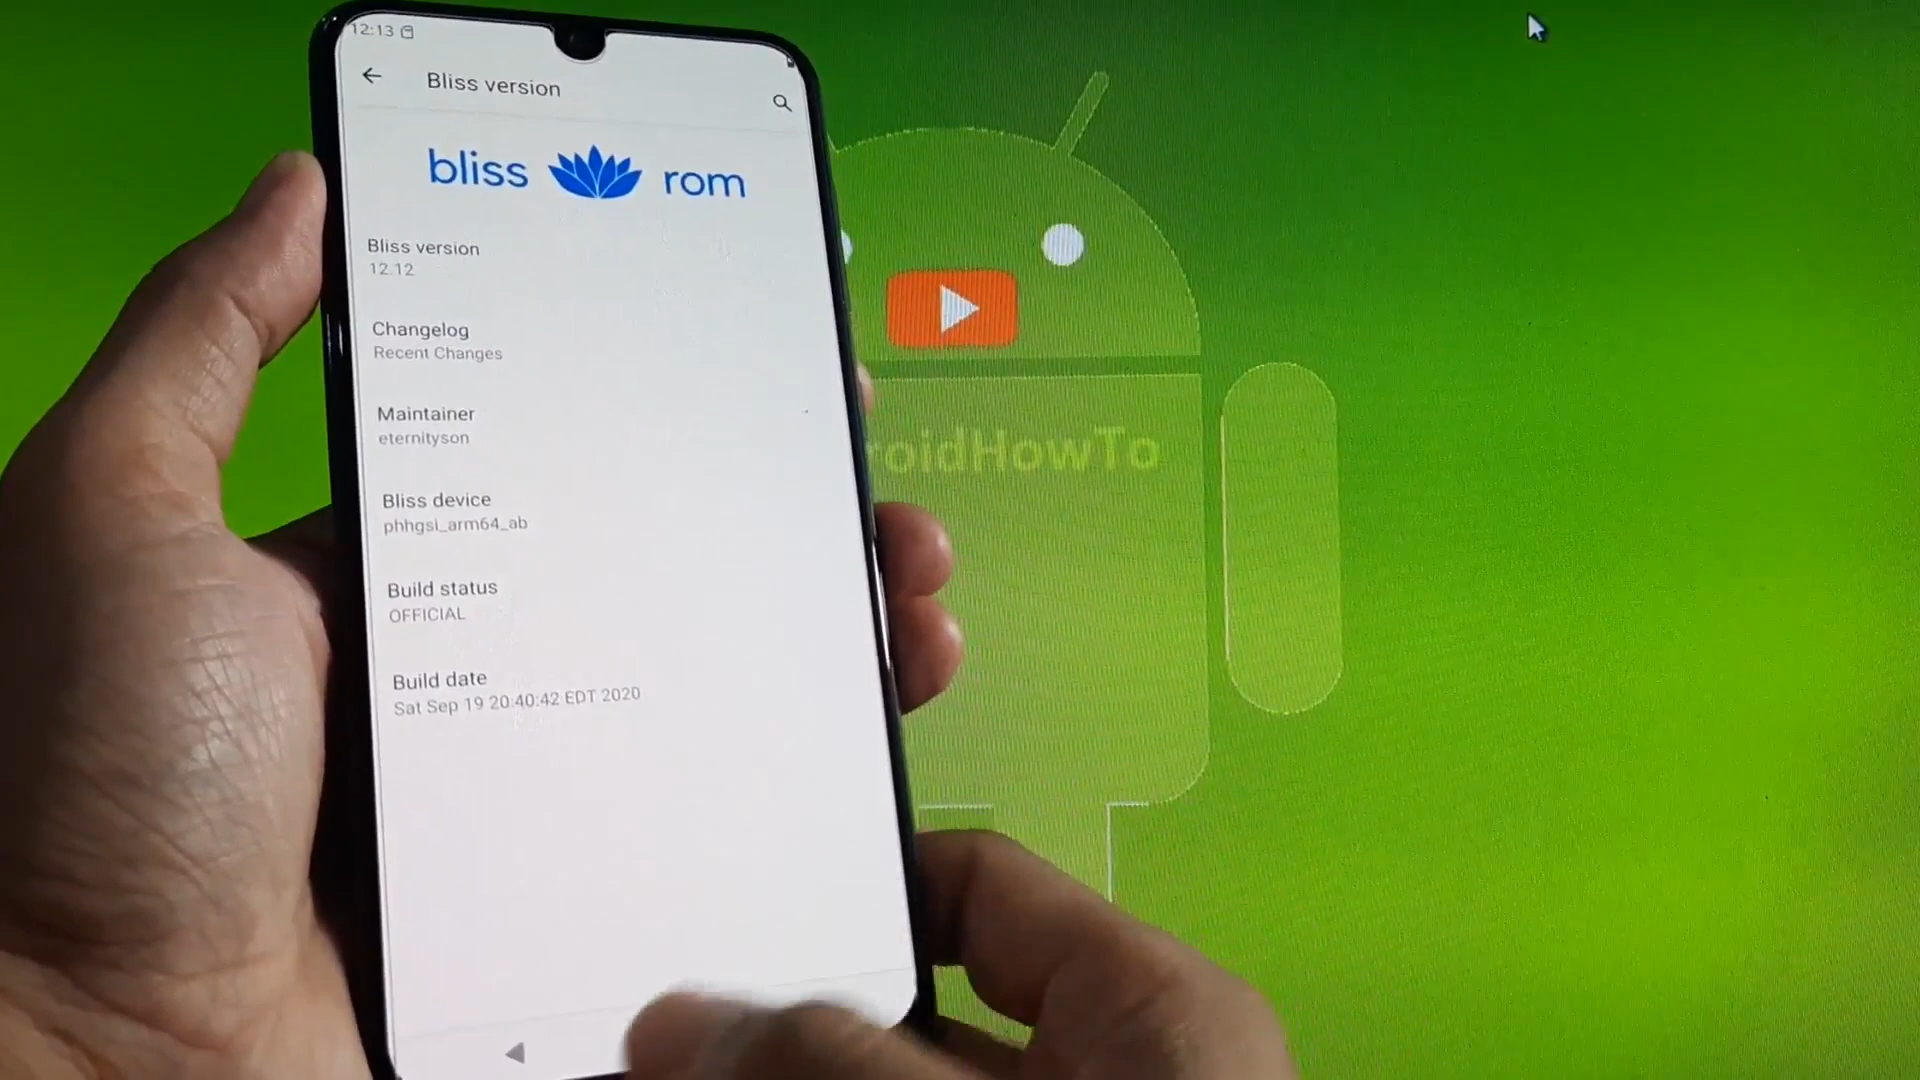 12:13
Bliss version
bliss rom
Bliss version
12.12
Changelog
Recent Changes
Maintainer
eternityson
Bliss device
phhgsi_arm64_ab
Build status
OFFICIAL
Build date
Sat Sep 19 20:40:42 EDT 2020
roidHowTo